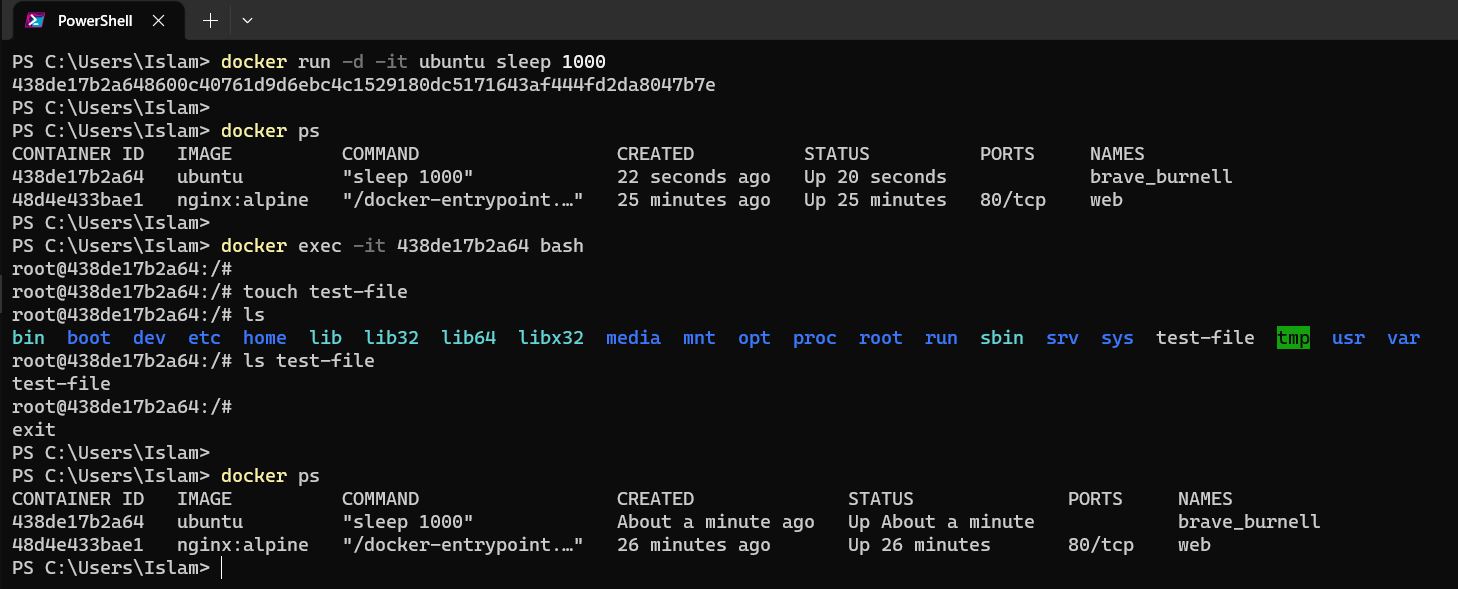 PowerShell
PS C:\Users\Islam> docker run -d -it ubuntu sleep 1000
438de17b2a648600c40761d9d6ebc4c1529180dc5171643af444fd2da8047b7e
PS C:\Users\Islam>
PS C:\Users\Islam> docker ps
CONTAINER ID   IMAGE          COMMAND                  CREATED          STATUS          PORTS     NAMES
438de17b2a64   ubuntu         "sleep 1000"             22 seconds ago   Up 20 seconds             brave_burnell
48d4e433bae1   nginx:alpine   "/docker-entrypoint.…"   25 minutes ago   Up 25 minutes   80/tcp    web
PS C:\Users\Islam>
PS C:\Users\Islam> docker exec -it 438de17b2a64 bash
root@438de17b2a64:/#
root@438de17b2a64:/# touch test-file
root@438de17b2a64:/# ls
bin  boot  dev  etc  home  lib  lib32  lib64  libx32  media  mnt  opt  proc  root  run  sbin  srv  sys  test-file  tmp  usr  var
root@438de17b2a64:/# ls test-file
test-file
root@438de17b2a64:/#
exit
PS C:\Users\Islam>
PS C:\Users\Islam> docker ps
CONTAINER ID   IMAGE          COMMAND                  CREATED              STATUS              PORTS     NAMES
438de17b2a64   ubuntu         "sleep 1000"             About a minute ago   Up About a minute             brave_burnell
48d4e433bae1   nginx:alpine   "/docker-entrypoint.…"   26 minutes ago       Up 26 minutes       80/tcp    web
PS C:\Users\Islam>